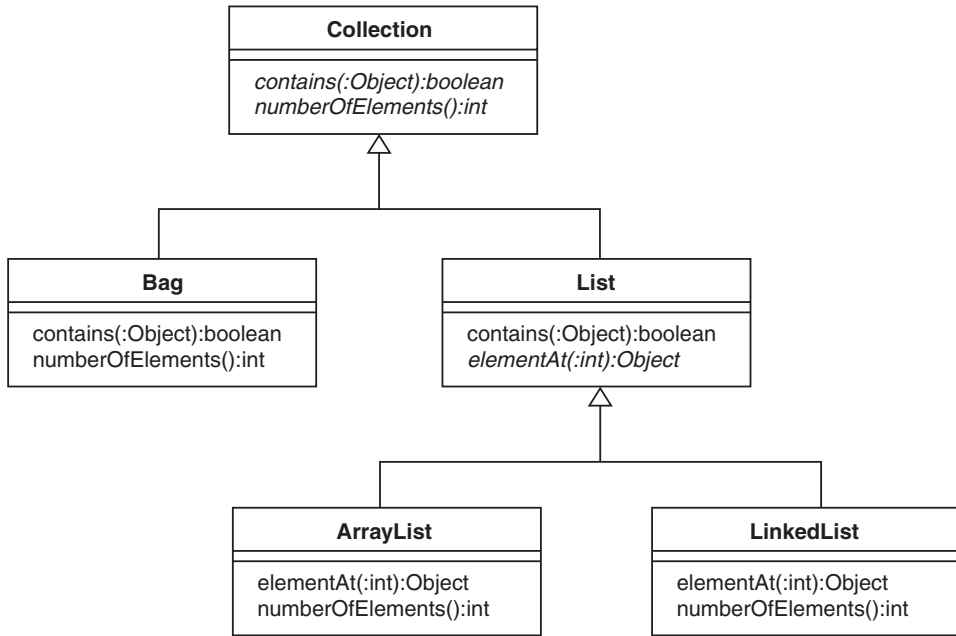 Collection
contains(:Object):boolean
numberOfElements():int
Bag
contains(:Object):boolean
numberOfElements():int
List
contains(:Object):boolean
elementAt(:int):Object
ArrayList
elementAt(:int):Object
numberOfElements():int
LinkedList
elementAt(:int):Object
numberOfElements():int